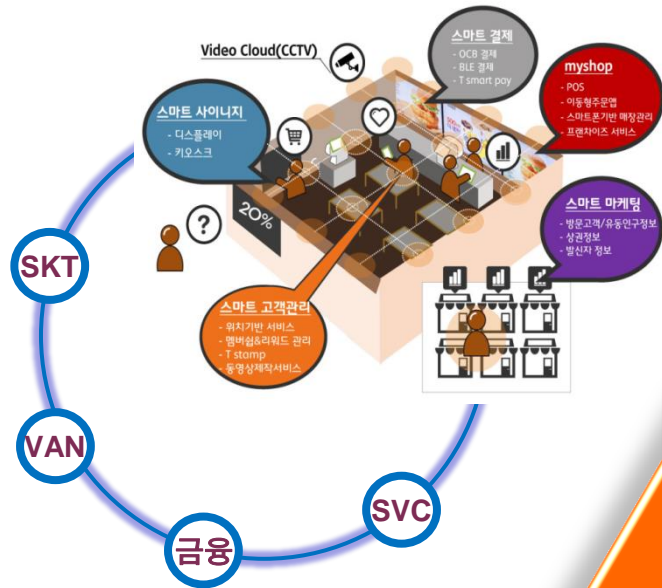 Video Cloud(CCTV)
스마트 결제
- OCB 결제
- BLE 결제
- T smart pay
myshop
- POS
- 이동형주문앱
- 스마트폰기반 매장관리
- 프랜차이즈 서비스
스마트 사이니지
- 디스플레이
- 키오스크
20%
?
스마트 마케팅
- 방문고객/유동인구정보
- 상권정보
- 발신자 정보
스마트 고객관리
- 위치기반 서비스
- 멤버쉽&리워드 관리
- T stamp
- 동영상제작서비스
SKT
VAN
금융
SVC